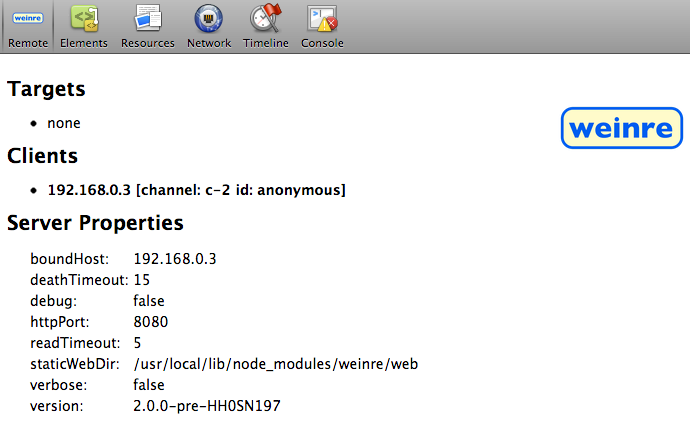 weinre
Remote Elements Resources Network Timeline Console
Targets
none
weinre
Clients
192.168.0.3 [channel: c-2 id: anonymous]
Server Properties
boundHost: 192.168.0.3
deathTimeout: 15
debug: false
httpPort: 8080
readTimeout: 5
staticWebDir: /usr/local/lib/node_modules/weinre/web
verbose: false
version: 2.0.0-pre-HH0SN197